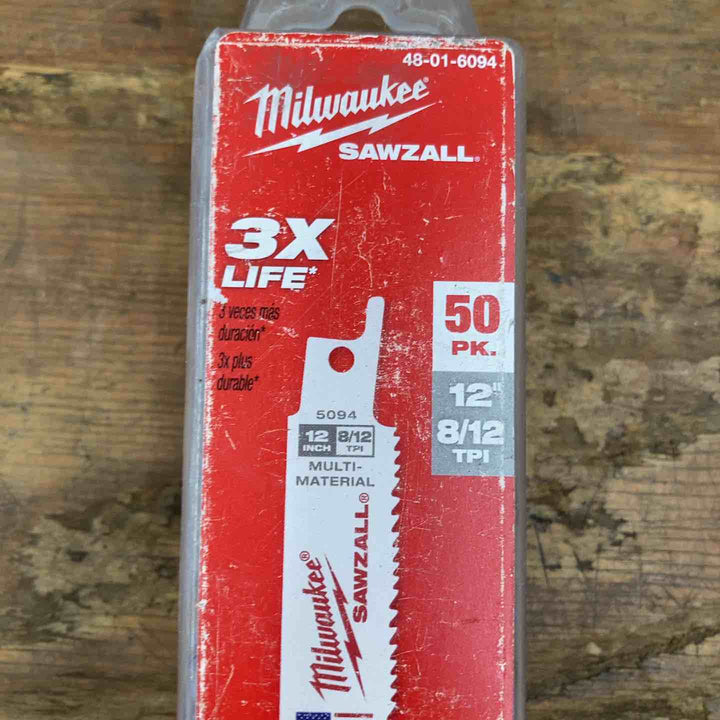 48-01-6094
Milwaukee®
SAWZALL®
3X
LIFE*
3 veces más
duración*
3x plus
durable*
50
PK.
12"
8/12
TPI
5094
12
INCH
8/12
TPI
MULTI-
MATERIAL
Milwaukee®
SAWZALL®